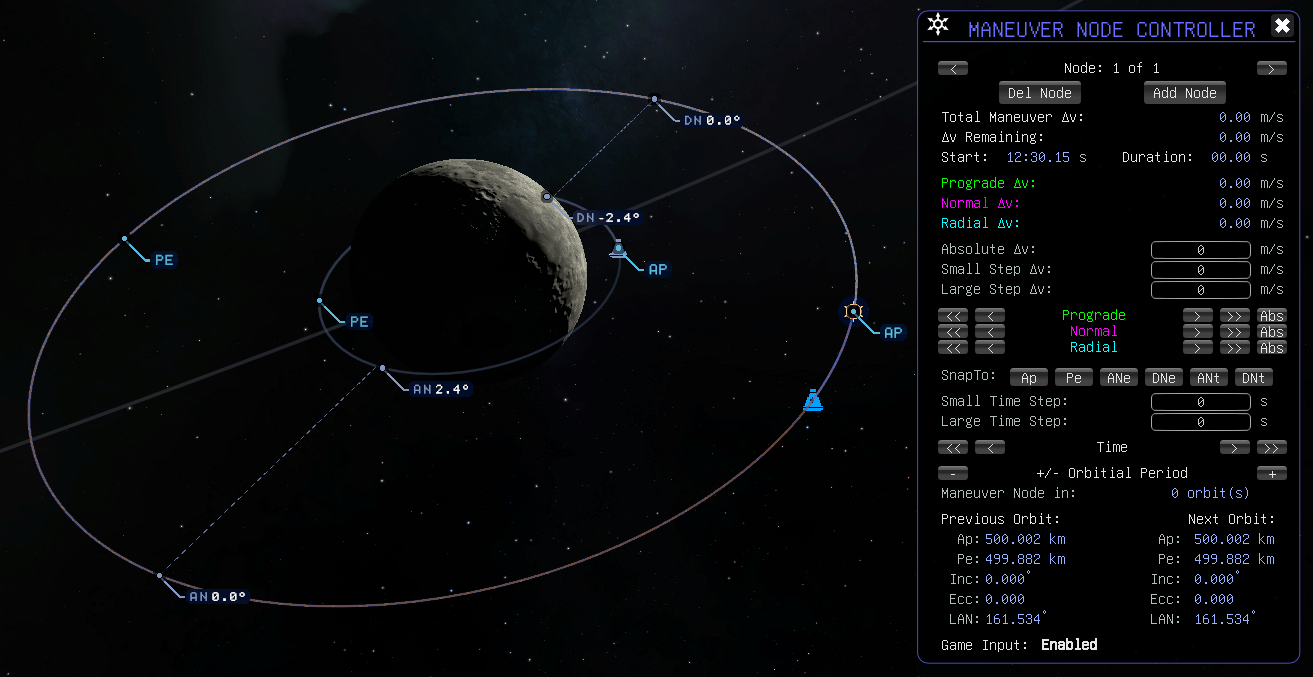 MANEUVER NODE CONTROLLER
< Node: 1 of 1 >
Del Node Add Node
Total Maneuver Δv: 0.00 m/s
Δv Remaining: 0.00 m/s
Start: 12:30.15 s Duration: 00.00 s
Prograde Δv: 0.00 m/s
Normal Δv: 0.00 m/s
Radial Δv: 0.00 m/s
Absolute Δv: 0 m/s
Small Step Δv: 0 m/s
Large Step Δv: 0 m/s
<< < Prograde > >> Abs
<< < Normal > >> Abs
<< < Radial > >> Abs
SnapTo: Ap Pe ANe DNe ANt DNt
Small Time Step: 0 s
Large Time Step: 0 s
<< < Time > >>
- +/- Orbitial Period +
Maneuver Node in: 0 orbit(s)
Previous Orbit: Next Orbit:
Ap: 500.002 km Ap: 500.002 km
Pe: 499.882 km Pe: 499.882 km
Inc: 0.000° Inc: 0.000°
Ecc: 0.000 Ecc: 0.000
LAN: 161.534° LAN: 161.534°
Game Input: Enabled
DN 0.0°
DN -2.4°
PE
AP
PE
AP
AN 2.4°
AN 0.0°